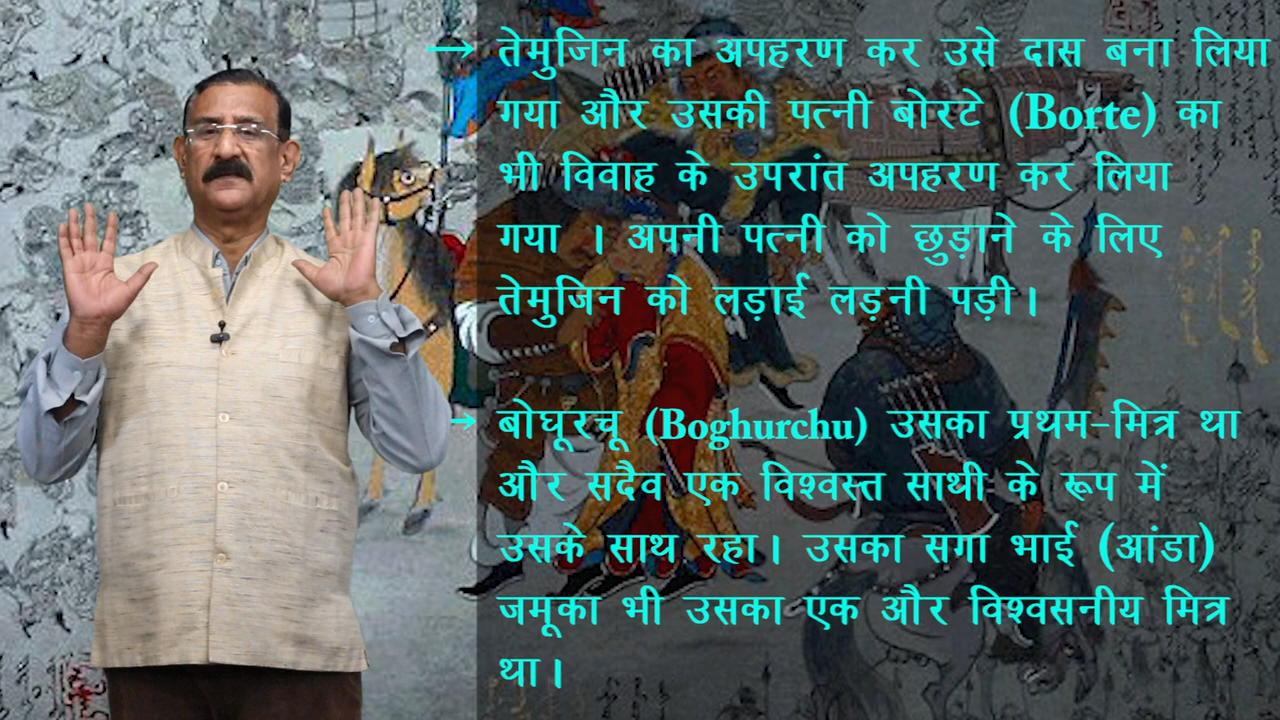 → तेमुजिन का अपहरण कर उसे दास बना लिया
गया और उसकी पत्नी बोरटे (Borte) का
भी विवाह के उपरांत अपहरण कर लिया
गया । अपनी पत्नी को छुड़ाने के लिए
तेमुजिन को लड़ाई लड़नी पड़ी।
→ बोघूरचू (Boghurchu) उसका प्रथम-मित्र था
और सदैव एक विश्वस्त साथी के रूप में
उसके साथ रहा। उसका सगा भाई (आंडा)
जमूका भी उसका एक और विश्वसनीय मित्र
था।